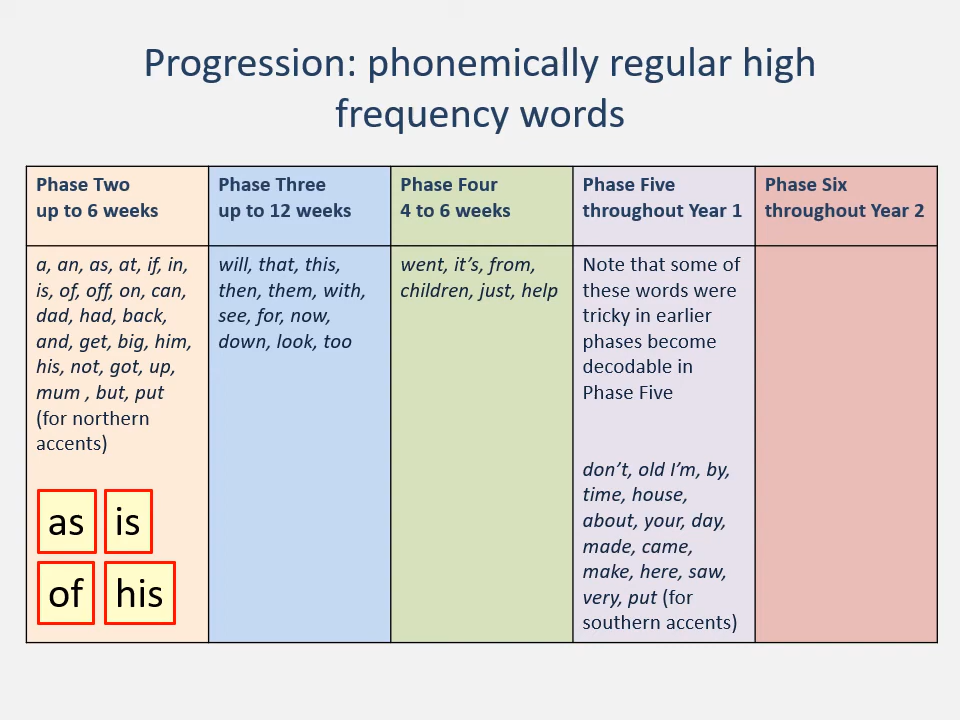 Progression: phonemically regular high
frequency words
Phase Two
up to 6 weeks
Phase Three
up to 12 weeks
Phase Four
4 to 6 weeks
Phase Five
throughout Year 1
Phase Six
throughout Year 2
a, an, as, at, if, in,
is, of, off, on, can,
dad, had, back,
and, get, big, him,
his, not, got, up,
mum , but, put
(for northern
accents)
as
is
of
his
will, that, this,
then, them, with,
see, for, now,
down, look, too
went, it’s, from,
children, just, help
Note that some of
these words were
tricky in earlier
phases become
decodable in
Phase Five
don’t, old I’m, by,
time, house,
about, your, day,
made, came,
make, here, saw,
very, put (for
southern accents)